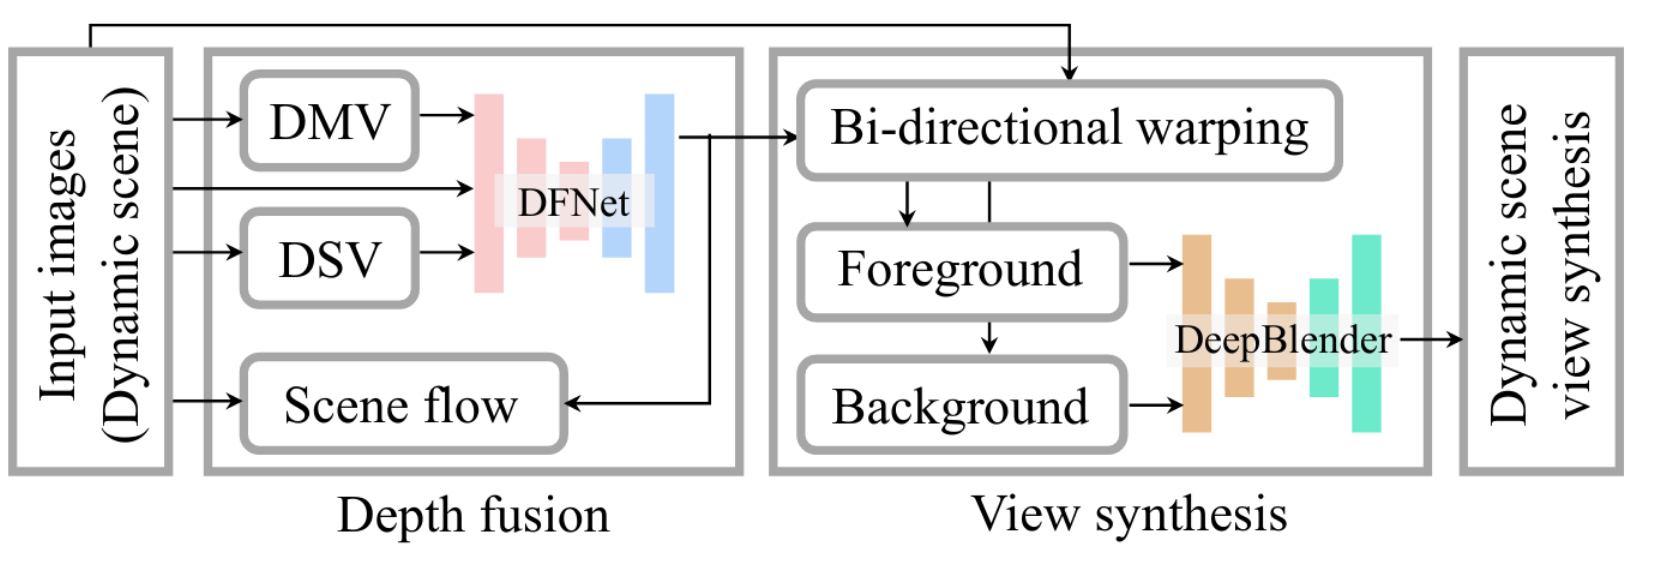 Input images
(Dynamic scene)
DMV
DSV
DFNet
Scene flow
Depth fusion
Bi-directional warping
Foreground
Background
DeepBlender
View synthesis
Dynamic scene
view synthesis